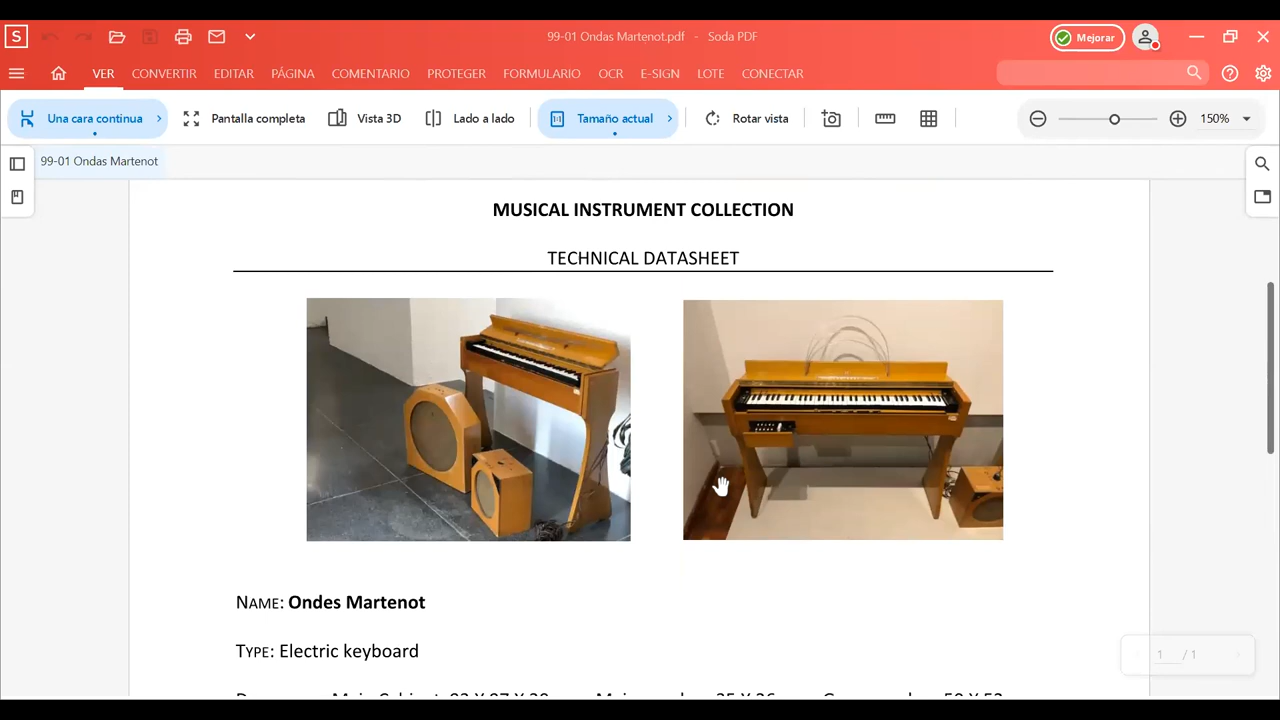 S
99-01 Ondas Martenot.pdf - Soda PDF
Mejorar
VER CONVERTIR EDITAR PÁGINA COMENTARIO PROTEGER FORMULARIO OCR E-SIGN LOTE CONECTAR
Una cara continua Pantalla completa Vista 3D Lado a lado Tamaño actual Rotar vista 150%
99-01 Ondas Martenot
MUSICAL INSTRUMENT COLLECTION
TECHNICAL DATASHEET
NAME: Ondes Martenot
TYPE: Electric keyboard
1 / 1